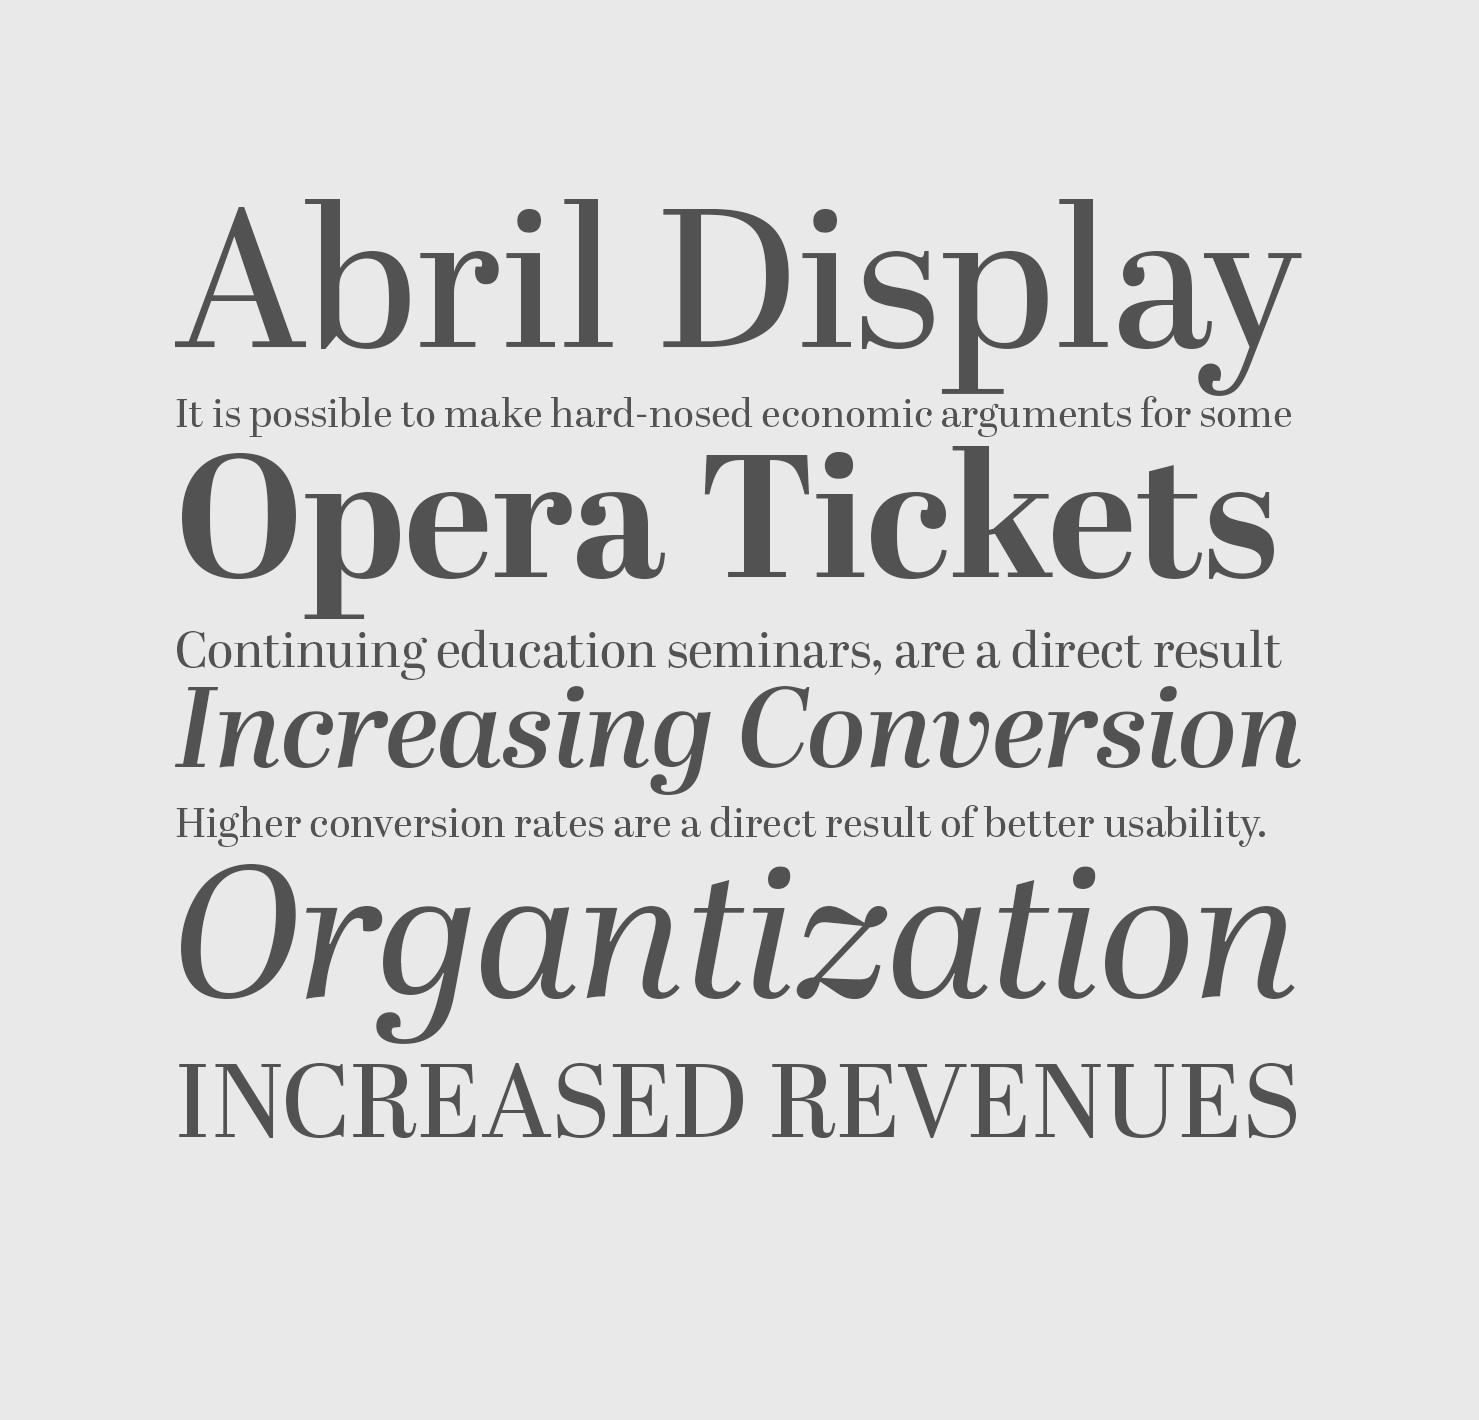 Abril Display
It is possible to make hard-nosed economic arguments for some
Opera Tickets
Continuing education seminars, are a direct result
Increasing Conversion
Higher conversion rates are a direct result of better usability.
Organtization
INCREASED REVENUES